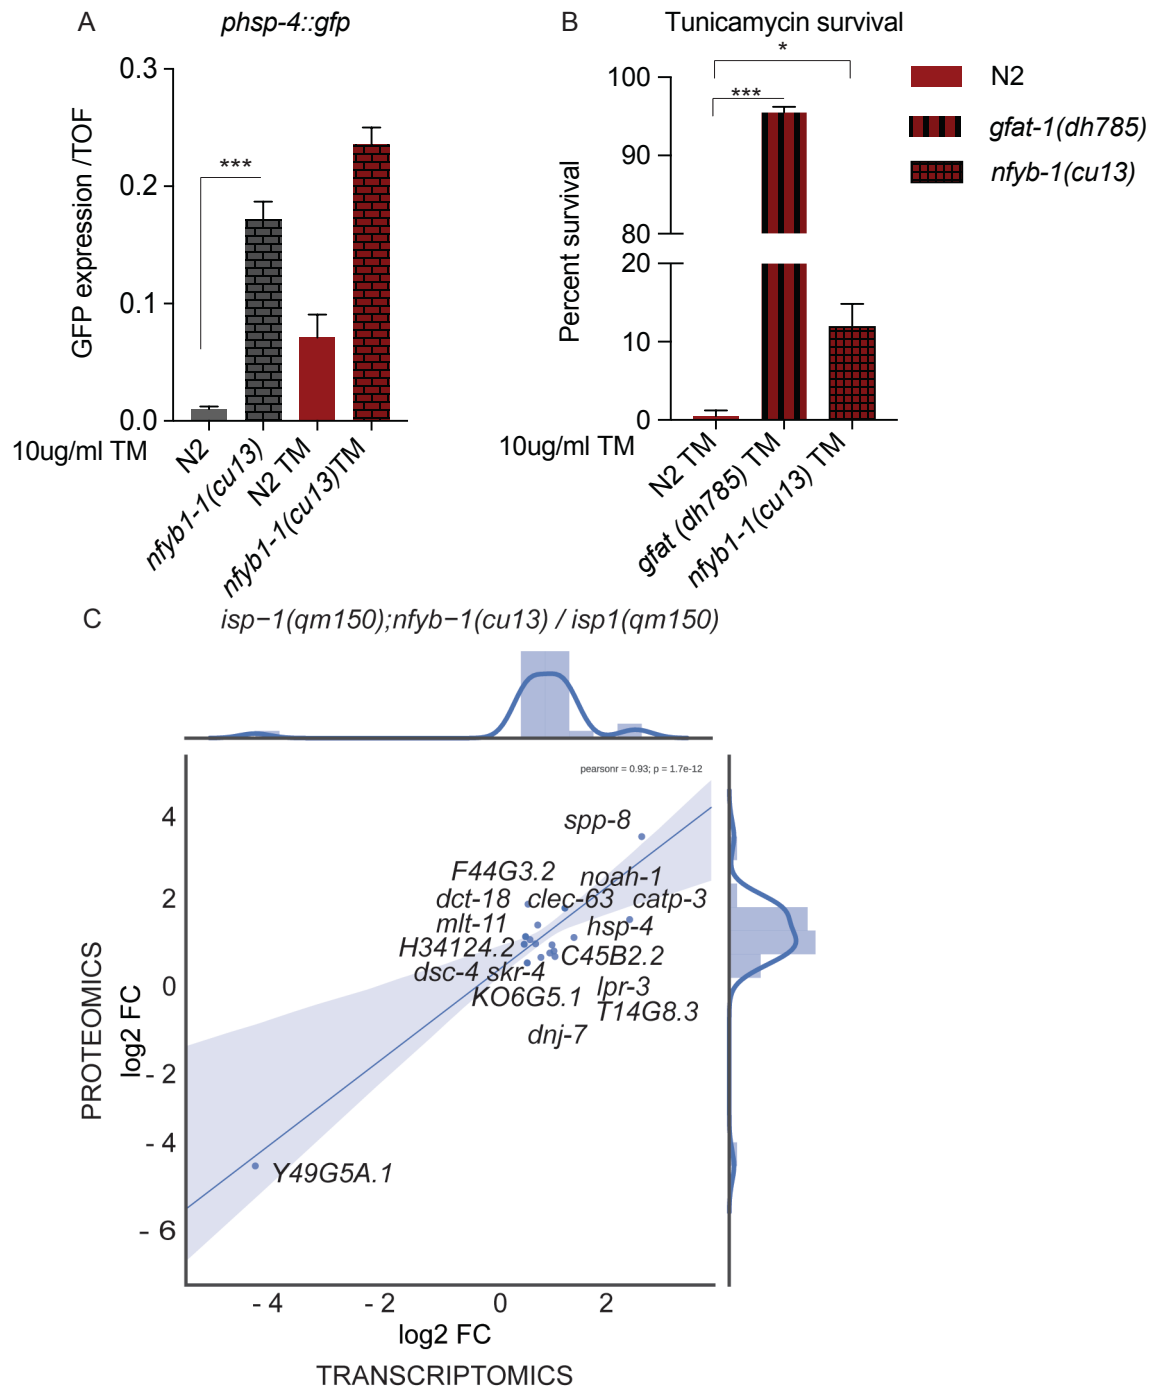 A
phsp-4::gfp
GFP expression /TOF
0.3
0.2
0.1
0.0
***
10ug/ml TM
N2
nfyb1-1(cu13)
N2 TM
nfyb1-1(cu13)TM
B
Tunicamycin survival
*
***
Percent survival
100
90
80
20
10
0
10ug/ml TM
N2 TM
gfat (dh785) TM
nfyb1-1(cu13) TM
N2
gfat-1(dh785)
nfyb-1(cu13)
C
isp−1(qm150);nfyb−1(cu13) / isp1(qm150)
pearsonr = 0.93; p = 1.7e-12
PROTEOMICS
log2 FC
4
2
0
- 2
- 4
- 6
spp-8
F44G3.2
noah-1
dct-18
clec-63
catp-3
mlt-11
hsp-4
H34124.2
C45B2.2
dsc-4
skr-4
KO6G5.1
lpr-3
T14G8.3
dnj-7
Y49G5A.1
- 4
- 2
0
2
log2 FC
TRANSCRIPTOMICS